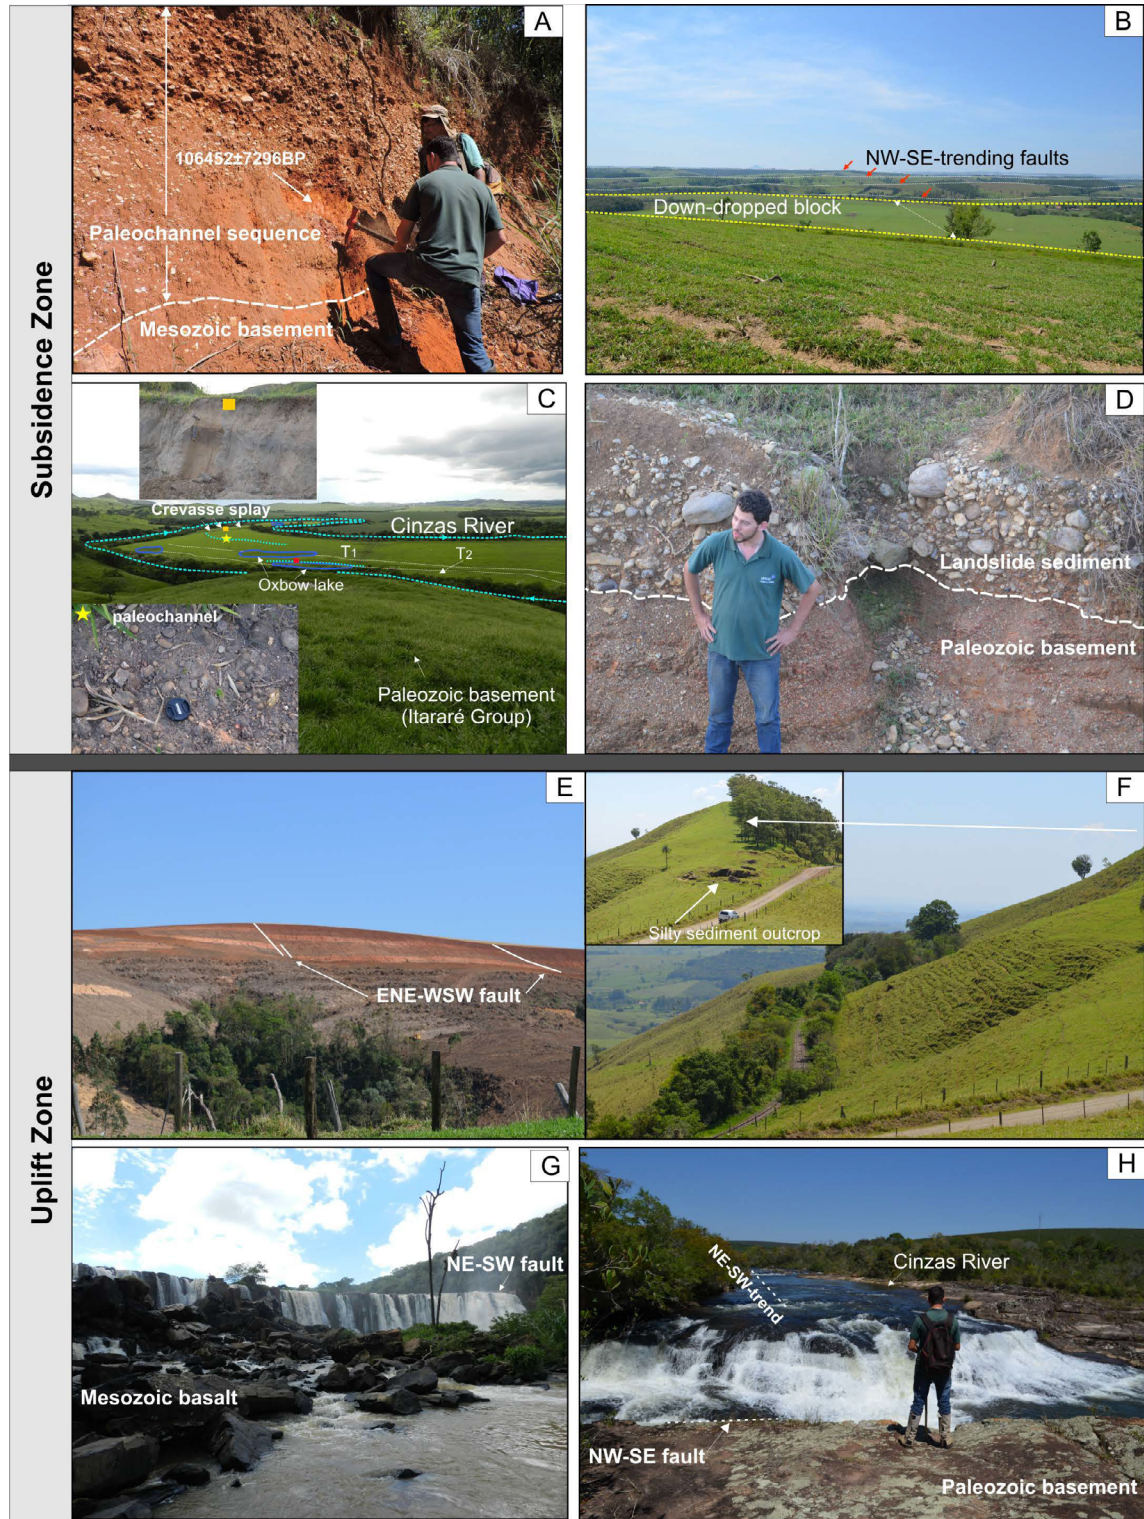 Subsidence Zone
A
106452±7296BP
Paleochannel sequence
Mesozoic basement
B
NW-SE-trending faults
Down-dropped block
C
Crevasse splay
Cinzas River
T1
T2
Oxbow lake
paleochannel
Paleozoic basement
(Itararé Group)
D
Landslide sediment
Paleozoic basement
Uplift Zone
E
ENE-WSW fault
F
Silty sediment outcrop
G
NE-SW fault
Mesozoic basalt
H
Cinzas River
NE-SW-trend
NW-SE fault
Paleozoic basement